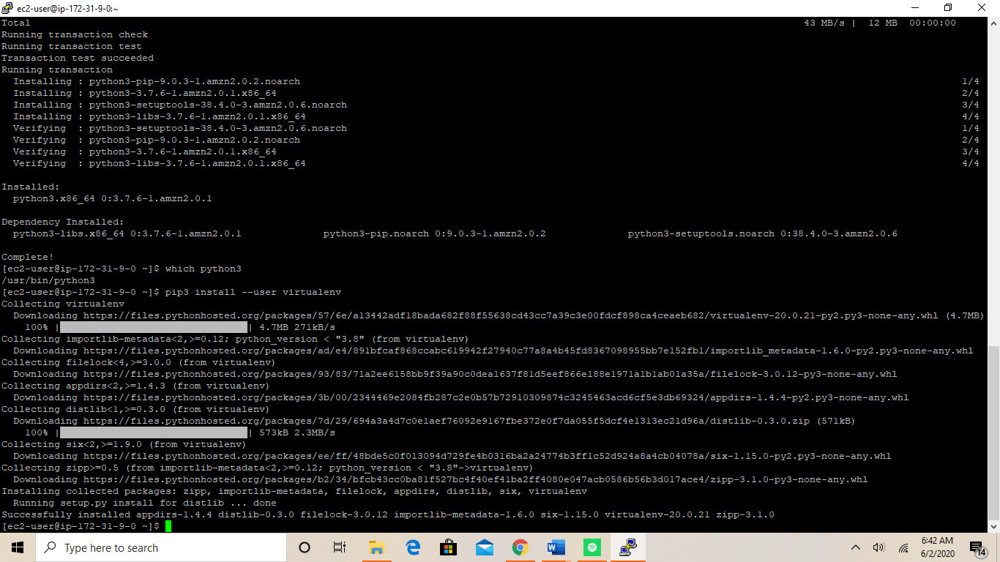 ec2-user@ip-172-31-9-0:~
Total 43 MB/s | 12 MB 00:00:00
Running transaction check
Running transaction test
Transaction test succeeded
Running transaction
Installing : python3-pip-9.0.3-1.amzn2.0.2.noarch 1/4
Installing : python3-3.7.6-1.amzn2.0.1.x86_64 2/4
Installing : python3-setuptools-38.4.0-3.amzn2.0.6.noarch 3/4
Installing : python3-libs-3.7.6-1.amzn2.0.1.x86_64 4/4
Verifying : python3-setuptools-38.4.0-3.amzn2.0.6.noarch 1/4
Verifying : python3-pip-9.0.3-1.amzn2.0.2.noarch 2/4
Verifying : python3-3.7.6-1.amzn2.0.1.x86_64 3/4
Verifying : python3-libs-3.7.6-1.amzn2.0.1.x86_64 4/4
Installed:
python3.x86_64 0:3.7.6-1.amzn2.0.1
Dependency Installed:
python3-libs.x86_64 0:3.7.6-1.amzn2.0.1 python3-pip.noarch 0:9.0.3-1.amzn2.0.2 python3-setuptools.noarch 0:38.4.0-3.amzn2.0.6
Complete!
[ec2-user@ip-172-31-9-0 ~]$ which python3
/usr/bin/python3
[ec2-user@ip-172-31-9-0 ~]$ pip3 install --user virtualenv
Collecting virtualenv
Downloading https://files.pythonhosted.org/packages/57/6e/a13442adf18bada682f88f55638cd43cc7a39c3e00fdcf898ca4ceaeb682/virtualenv-20.0.21-py2.py3-none-any.whl (4.7MB)
100% || 4.7MB 271kB/s
Collecting importlib-metadata<2,>=0.12; python_version < "3.8" (from virtualenv)
Downloading https://files.pythonhosted.org/packages/ad/e4/891bfcaf868ccabc619942f27940c77a8a4b45fd8367098955bb7e152fb1/importlib_metadata-1.6.0-py2.py3-none-any.whl
Collecting filelock<4,>=3.0.0 (from virtualenv)
Downloading https://files.pythonhosted.org/packages/93/83/71a2ee6158bb9f39a90c0dea1637f81d5eef866e188e1971a1b1ab01a35a/filelock-3.0.12-py3-none-any.whl
Collecting appdirs<2,>=1.4.3 (from virtualenv)
Downloading https://files.pythonhosted.org/packages/3b/00/2344469e2084fb287c2e0b57b72910309874c3245463acd6cf5e3db69324/appdirs-1.4.4-py2.py3-none-any.whl
Collecting distlib<1,>=0.3.0 (from virtualenv)
Downloading https://files.pythonhosted.org/packages/7d/29/694a3a4d7c0e1aef76092e9167fbe372e0f7da055f5dcf4e1313ec21d96a/distlib-0.3.0.zip (571kB)
100% || 573kB 2.3MB/s
Collecting six<2,>=1.9.0 (from virtualenv)
Downloading https://files.pythonhosted.org/packages/ee/ff/48bde5c0f013094d729fe4b0316ba2a24774b3ff1c52d924a8a4cb04078a/six-1.15.0-py2.py3-none-any.whl
Collecting zipp>=0.5 (from importlib-metadata<2,>=0.12; python_version < "3.8"->virtualenv)
Downloading https://files.pythonhosted.org/packages/b2/34/bfcb43cc0ba81f527bc4f40ef41ba2ff4080e047acb0586b56b3d017ace4/zipp-3.1.0-py3-none-any.whl
Installing collected packages: zipp, importlib-metadata, filelock, appdirs, distlib, six, virtualenv
Running setup.py install for distlib ... done
Successfully installed appdirs-1.4.4 distlib-0.3.0 filelock-3.0.12 importlib-metadata-1.6.0 six-1.15.0 virtualenv-20.0.21 zipp-3.1.0
[ec2-user@ip-172-31-9-0 ~]$
Type here to search
6:42 AM
6/2/2020
14